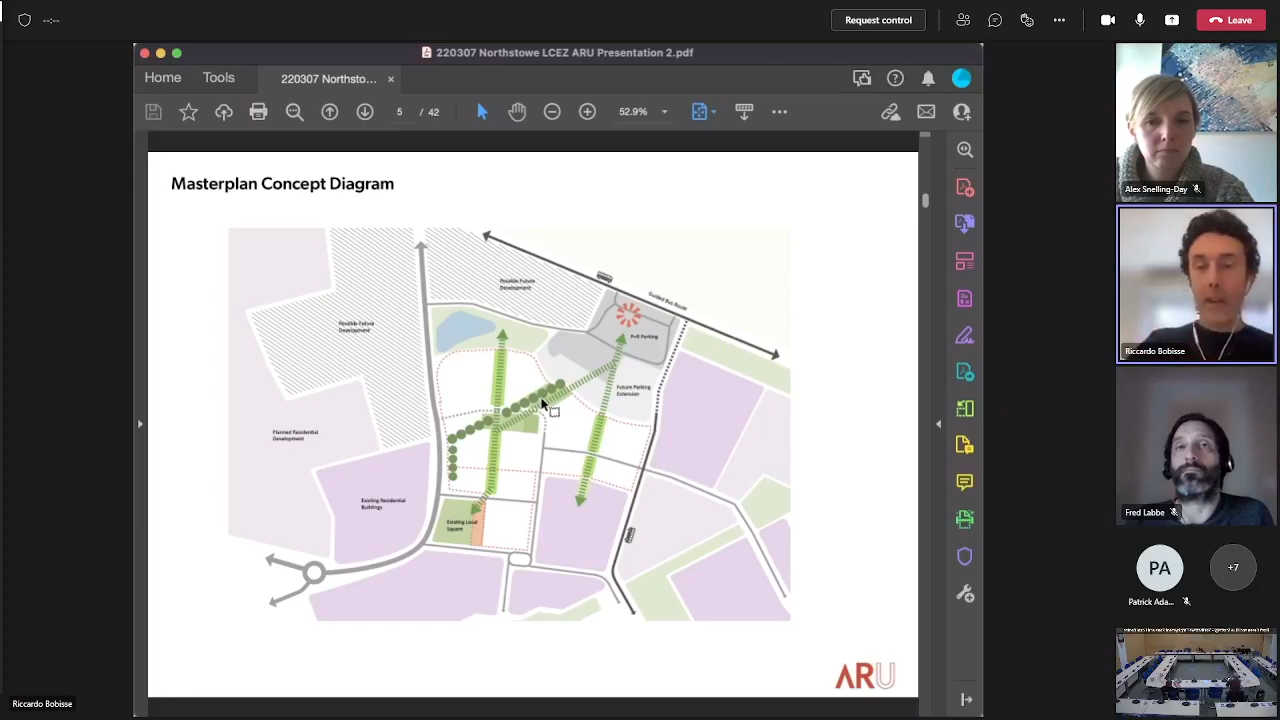 --:--
Request control
Leave
220307 Northstowe LCEZ ARU Presentation 2.pdf
Home
Tools
220307 Northsto...
5
/ 42
52.9%
Masterplan Concept Diagram
Possible Future
Development
Guided Bus Route
P+R Parking
Possible Future
Development
Future Parking
Extension
Planned Residential
Development
Existing Residential
Buildings
Existing Local
Square
ARU
Alex Snelling-Day
Riccardo Bobisse
Fred Labbe
PA
+7
Patrick Ada...
Riccardo Bobisse